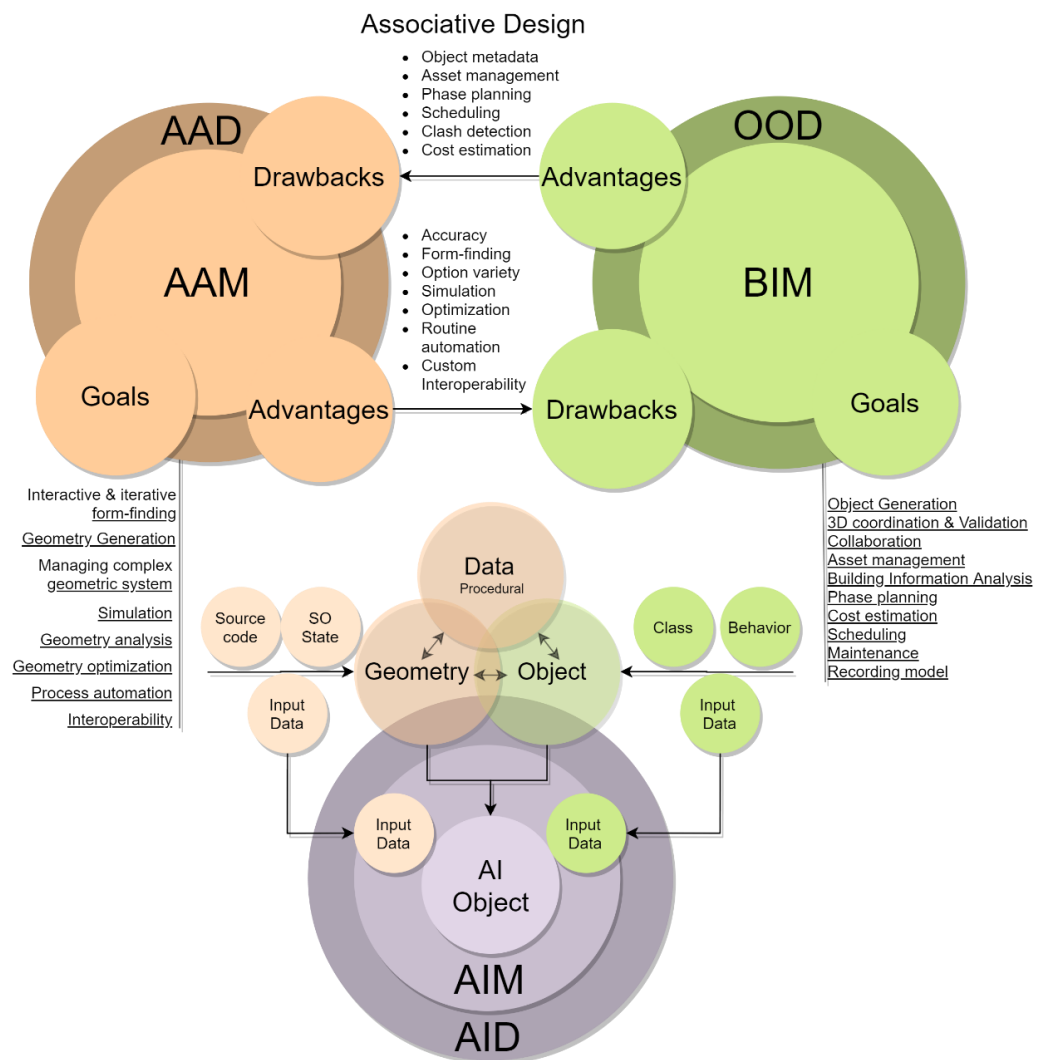 Associative Design
• Object metadata
• Asset management
• Phase planning
• Scheduling
• Clash detection
• Cost estimation
AAD
Drawbacks
AAM
Goals
Advantages
OOD
Advantages
BIM
Drawbacks
Goals
• Accuracy
• Form-finding
• Option variety
• Simulation
• Optimization
• Routine
automation
• Custom
Interoperability
Interactive & iterative
form-finding
Geometry Generation
Managing complex
geometric system
Simulation
Geometry analysis
Geometry optimization
Process automation
Interoperability
Object Generation
3D coordination & Validation
Collaboration
Asset management
Building Information Analysis
Phase planning
Cost estimation
Scheduling
Maintenance
Recording model
Data
Procedural
Source
code
SO
State
Geometry
Object
Class
Behavior
Input
Data
Input
Data
Input
Data
Input
Data
AI
Object
AIM
AID